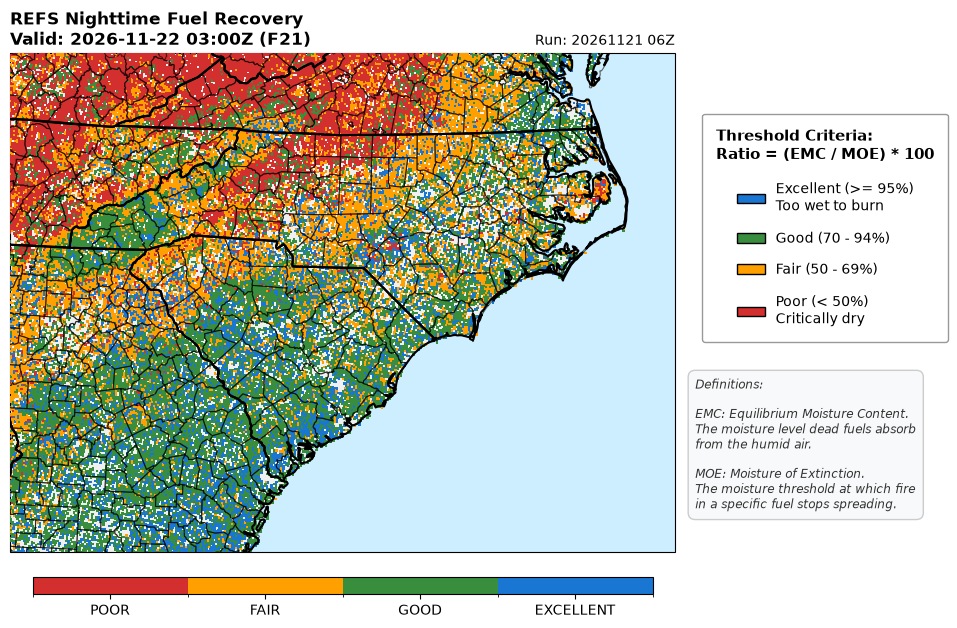 REFS Nighttime Fuel Recovery
Valid: 2026-11-22 03:00Z (F21)
Run: 20261121 06Z
Threshold Criteria:
Ratio = (EMC / MOE) * 100
Excellent (>= 95%)
Too wet to burn
Good (70 - 94%)
Fair (50 - 69%)
Poor (< 50%)
Critically dry
Definitions:
EMC: Equilibrium Moisture Content.
The moisture level dead fuels absorb
from the humid air.
MOE: Moisture of Extinction.
The moisture threshold at which fire
in a specific fuel stops spreading.
POOR
FAIR
GOOD
EXCELLENT